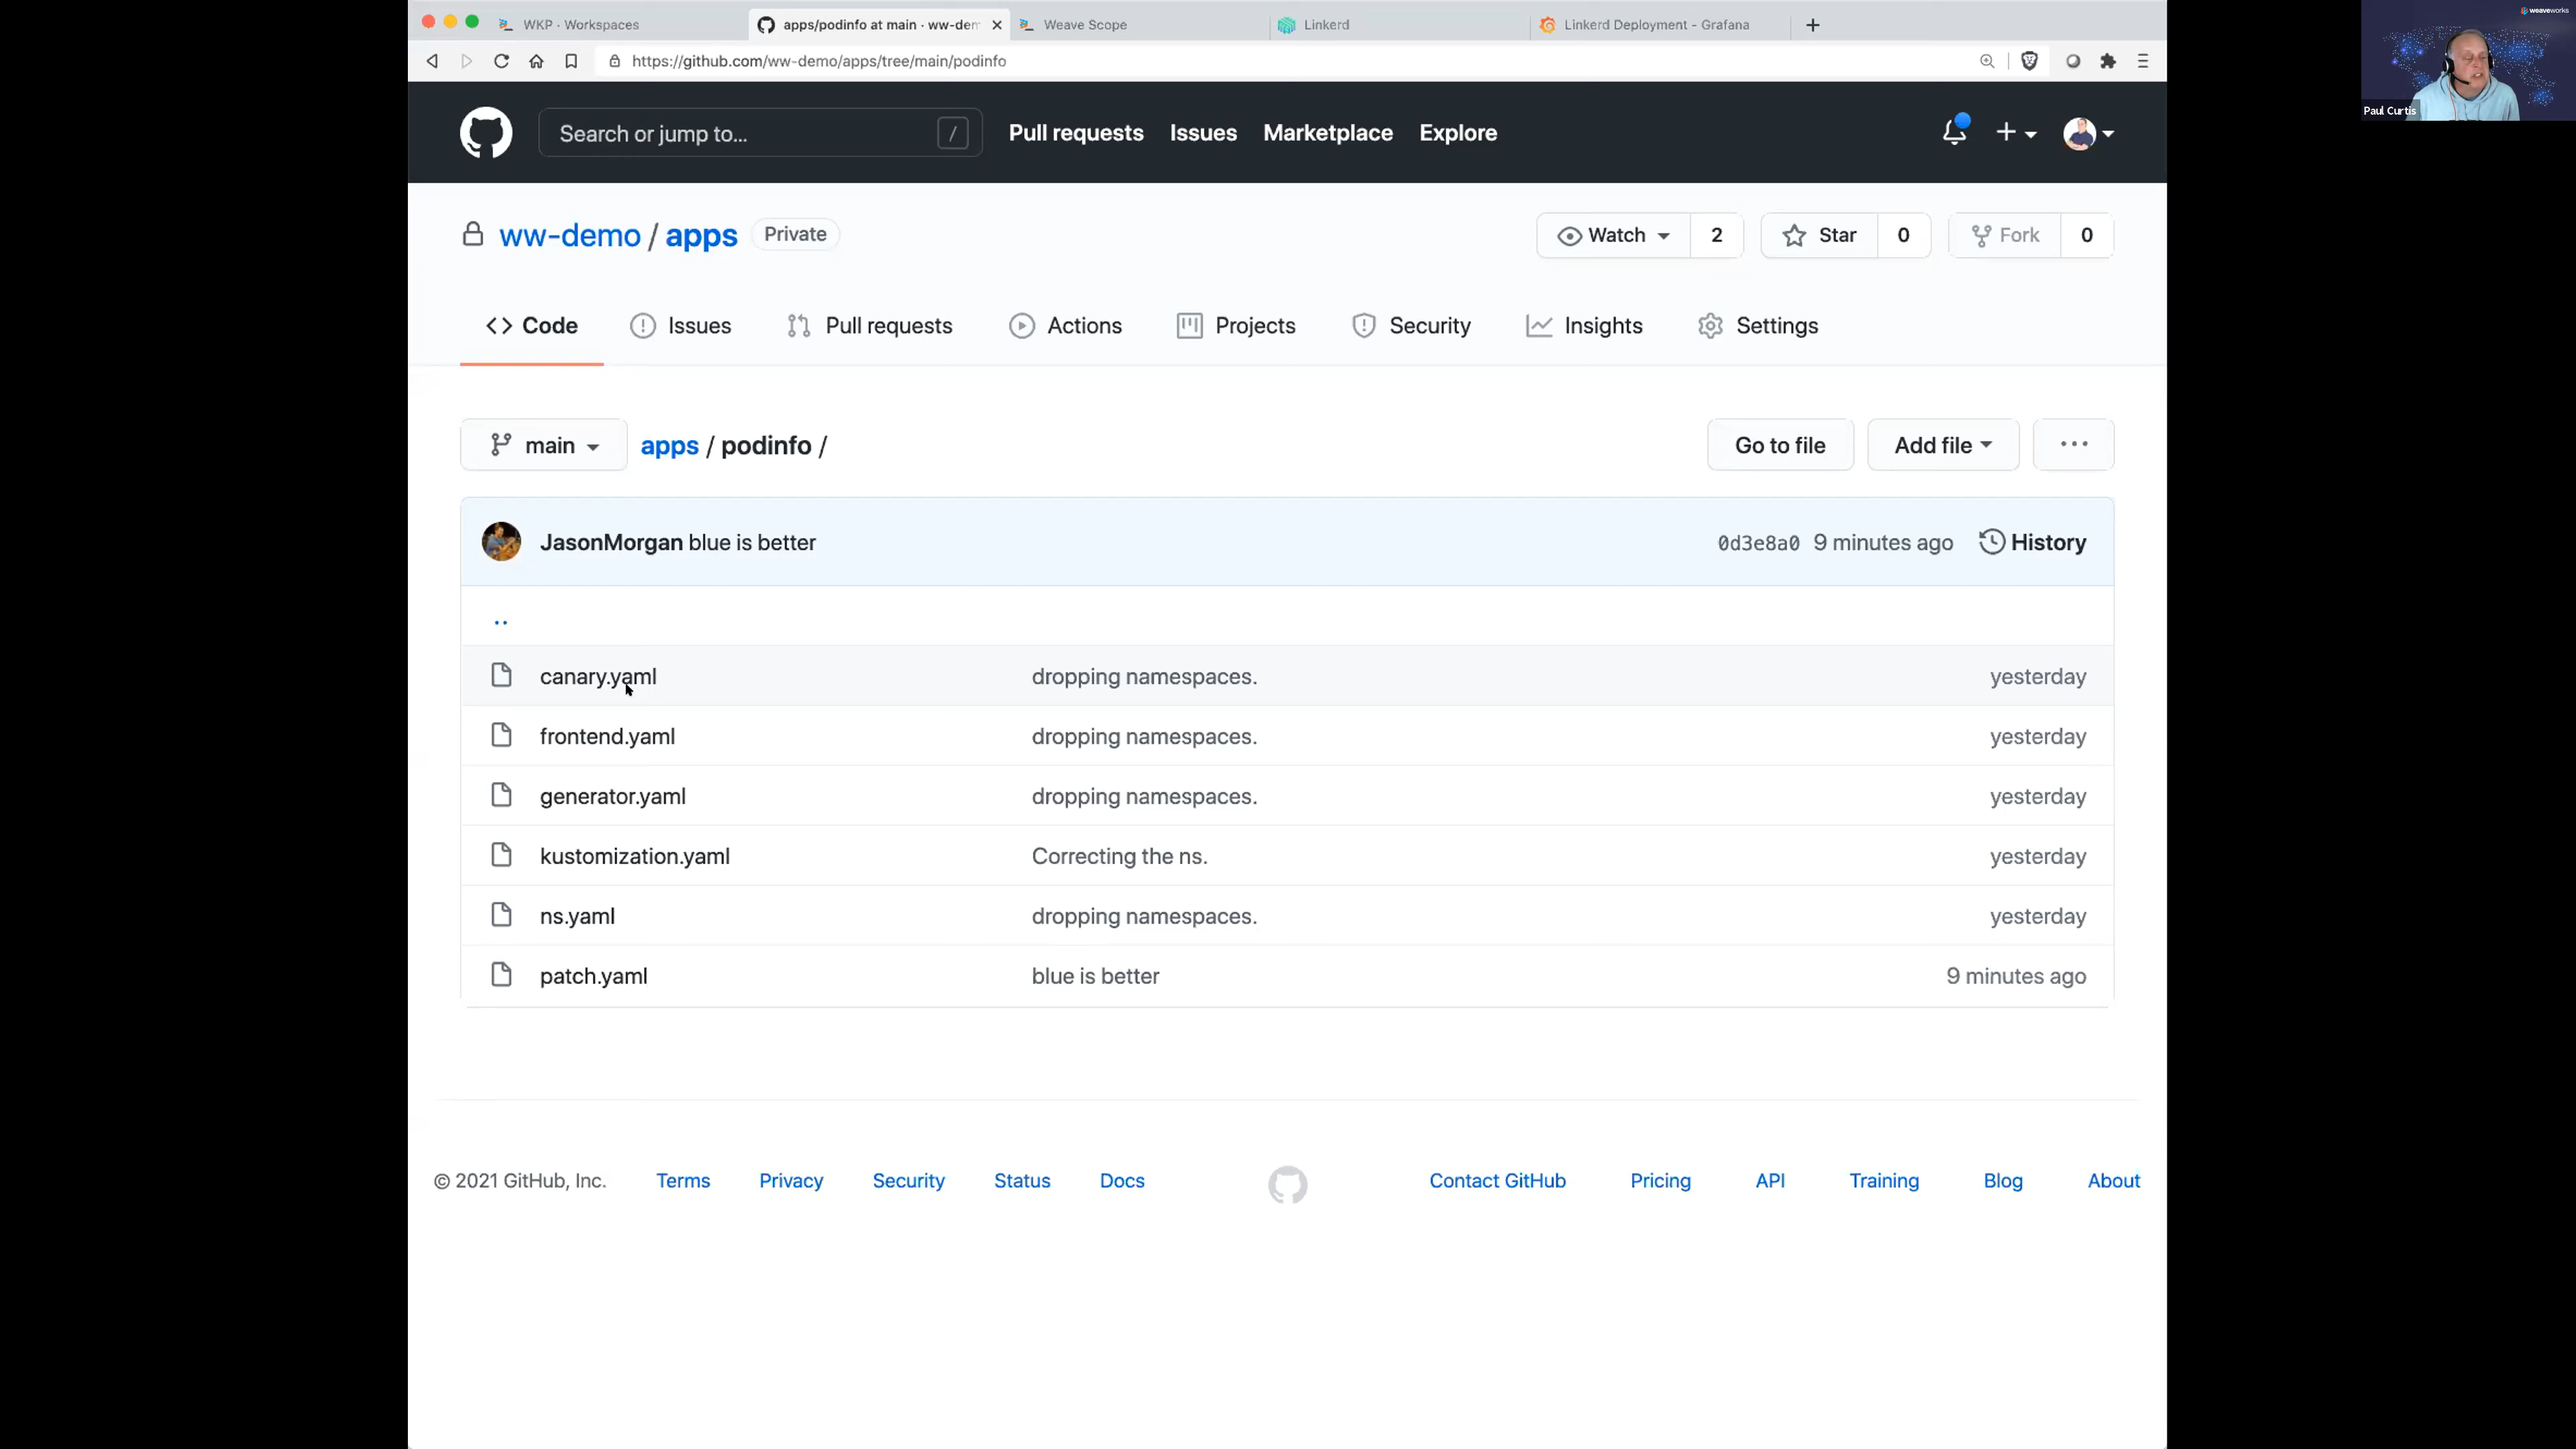 WKP · Workspaces
apps/podinfo at main · ww-dem
Weave Scope
Linkerd
Linkerd Deployment - Grafana
https://github.com/ww-demo/apps/tree/main/podinfo
weaveworks
Paul Curtis
Search or jump to... /
Pull requests Issues Marketplace Explore
ww-demo / apps Private
Watch 2 Star 0 Fork 0
Code Issues Pull requests Actions Projects Security Insights Settings
main apps / podinfo / Go to file Add file ...
JasonMorgan blue is better 0d3e8a0 9 minutes ago History
..
canary.yaml dropping namespaces. yesterday
frontend.yaml dropping namespaces. yesterday
generator.yaml dropping namespaces. yesterday
kustomization.yaml Correcting the ns. yesterday
ns.yaml dropping namespaces. yesterday
patch.yaml blue is better 9 minutes ago
© 2021 GitHub, Inc. Terms Privacy Security Status Docs Contact GitHub Pricing API Training Blog About